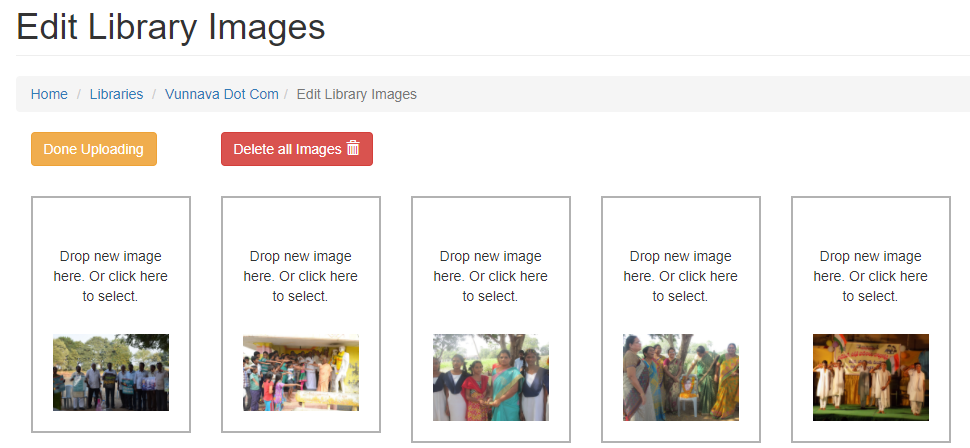 Edit Library Images
Home / Libraries / Vunnava Dot Com / Edit Library Images
Done Uploading
Delete all Images
Drop new image
here. Or click here
to select.
Drop new image
here. Or click here
to select.
Drop new image
here. Or click here
to select.
Drop new image
here. Or click here
to select.
Drop new image
here. Or click here
to select.